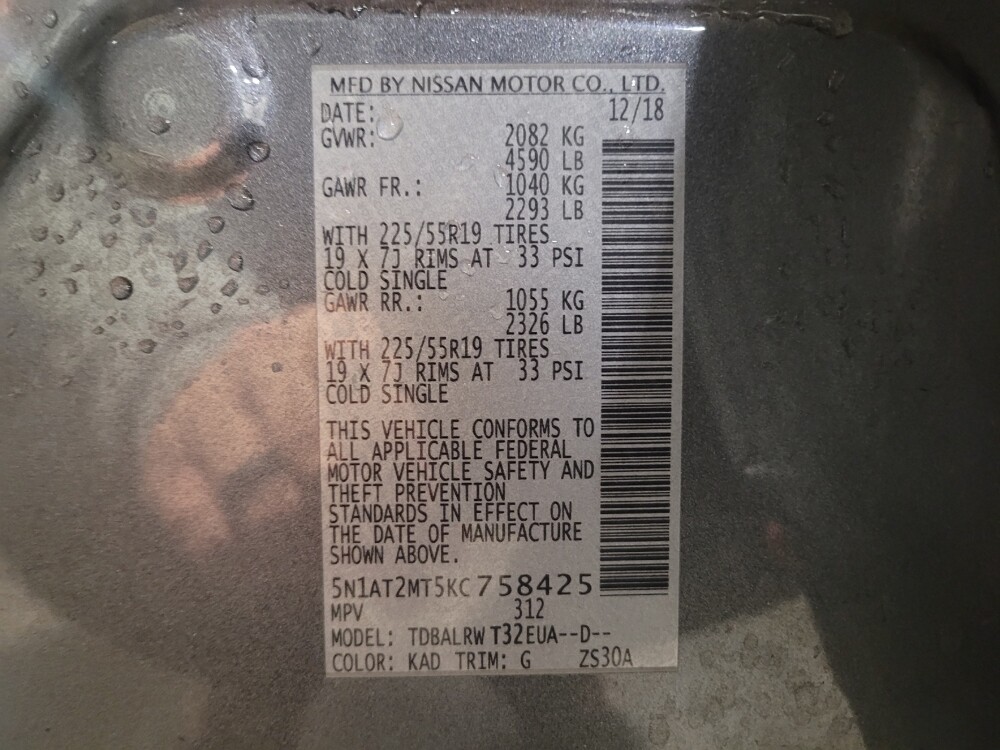 MFD BY NISSAN MOTOR CO., LTD.
DATE: 12/18
GVWR: 2082 KG
4590 LB
GAWR FR.: 1040 KG
2293 LB
WITH 225/55R19 TIRES
19 X 7J RIMS AT 33 PSI
COLD SINGLE
GAWR RR.: 1055 KG
2326 LB
WITH 225/55R19 TIRES
19 X 7J RIMS AT 33 PSI
COLD SINGLE
THIS VEHICLE CONFORMS TO
ALL APPLICABLE FEDERAL
MOTOR VEHICLE SAFETY AND
THEFT PREVENTION
STANDARDS IN EFFECT ON
THE DATE OF MANUFACTURE
SHOWN ABOVE.
5N1AT2MT5KC758425
MPV 312
MODEL: TDBALRW T32EUA--D--
COLOR: KAD TRIM: G ZS30A